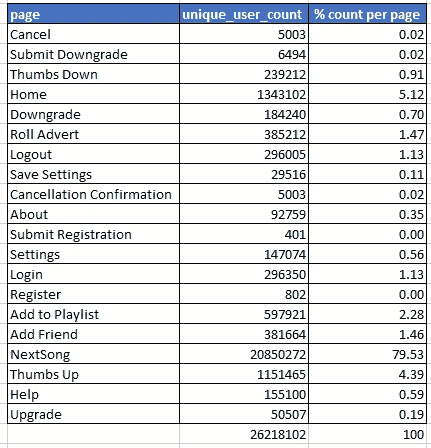 page unique_user_count % count per page
Cancel 5003 0.02
Submit Downgrade 6494 0.02
Thumbs Down 239212 0.91
Home 1343102 5.12
Downgrade 184240 0.70
Roll Advert 385212 1.47
Logout 296005 1.13
Save Settings 29516 0.11
Cancellation Confirmation 5003 0.02
About 92759 0.35
Submit Registration 401 0.00
Settings 147074 0.56
Login 296350 1.13
Register 802 0.00
Add to Playlist 597921 2.28
Add Friend 381664 1.46
NextSong 20850272 79.53
Thumbs Up 1151465 4.39
Help 155100 0.59
Upgrade 50507 0.19
26218102 100